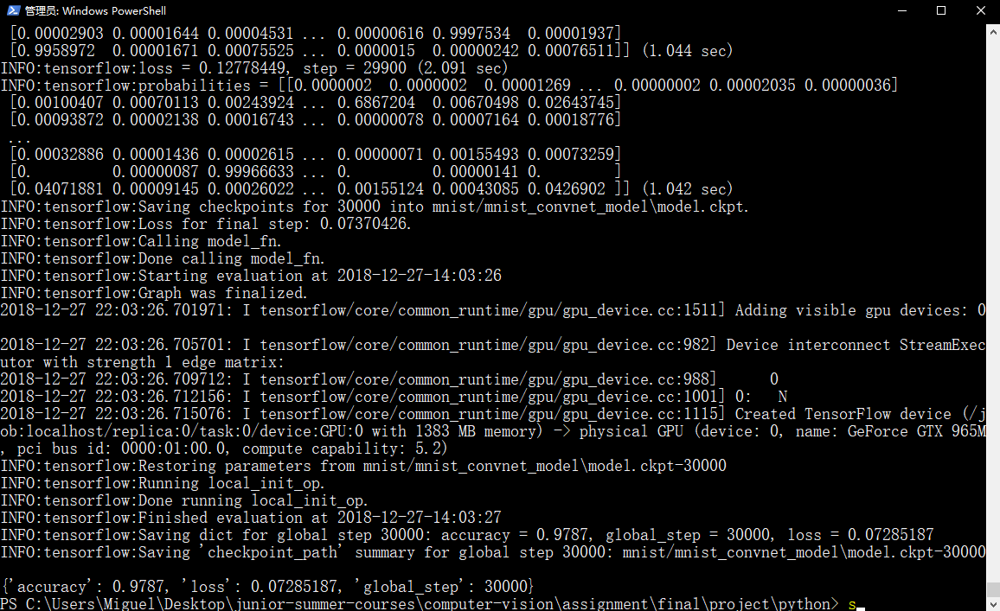 管理员: Windows PowerShell
[0.00002903 0.00001644 0.00004531 ... 0.00000616 0.9997534  0.00001937]
[0.9958972  0.00001671 0.00075525 ... 0.0000015  0.00000242 0.00076511]] (1.044 sec)
INFO:tensorflow:loss = 0.12778449, step = 29900 (2.091 sec)
INFO:tensorflow:probabilities = [[0.0000002  0.0000002  0.00001269 ... 0.00000002 0.00002035 0.00000036]
[0.00100407 0.00070113 0.00243924 ... 0.6867204  0.00670498 0.02643745]
[0.00093872 0.00002138 0.00016743 ... 0.00000078 0.00007164 0.00018776]
...
[0.00032886 0.00001436 0.00002615 ... 0.00000071 0.00155493 0.00073259]
[0.         0.00000087 0.99966633 ... 0.         0.00000141 0.        ]
[0.04071881 0.00009145 0.00026022 ... 0.00155124 0.00043085 0.0426902 ]] (1.042 sec)
INFO:tensorflow:Saving checkpoints for 30000 into mnist/mnist_convnet_model\model.ckpt.
INFO:tensorflow:Loss for final step: 0.07370426.
INFO:tensorflow:Calling model_fn.
INFO:tensorflow:Done calling model_fn.
INFO:tensorflow:Starting evaluation at 2018-12-27-14:03:26
INFO:tensorflow:Graph was finalized.
2018-12-27 22:03:26.701971: I tensorflow/core/common_runtime/gpu/gpu_device.cc:1511] Adding visible gpu devices: 0
2018-12-27 22:03:26.705701: I tensorflow/core/common_runtime/gpu/gpu_device.cc:982] Device interconnect StreamExec
utor with strength 1 edge matrix:
2018-12-27 22:03:26.709712: I tensorflow/core/common_runtime/gpu/gpu_device.cc:988]      0
2018-12-27 22:03:26.712156: I tensorflow/core/common_runtime/gpu/gpu_device.cc:1001] 0:   N
2018-12-27 22:03:26.715076: I tensorflow/core/common_runtime/gpu/gpu_device.cc:1115] Created TensorFlow device (/j
ob:localhost/replica:0/task:0/device:GPU:0 with 1383 MB memory) -> physical GPU (device: 0, name: GeForce GTX 965M
, pci bus id: 0000:01:00.0, compute capability: 5.2)
INFO:tensorflow:Restoring parameters from mnist/mnist_convnet_model\model.ckpt-30000
INFO:tensorflow:Running local_init_op.
INFO:tensorflow:Done running local_init_op.
INFO:tensorflow:Finished evaluation at 2018-12-27-14:03:27
INFO:tensorflow:Saving dict for global step 30000: accuracy = 0.9787, global_step = 30000, loss = 0.07285187
INFO:tensorflow:Saving 'checkpoint_path' summary for global step 30000: mnist/mnist_convnet_model\model.ckpt-30000
{'accuracy': 0.9787, 'loss': 0.07285187, 'global_step': 30000}
PS C:\Users\Miguel\Desktop\junior-summer-courses\computer-vision\assignment\final\project\python> s